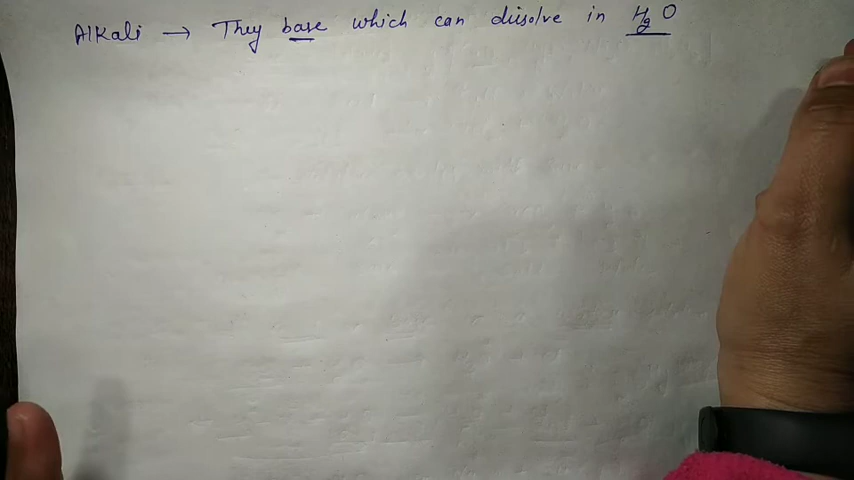 Alkali → They base which can dissolve in H₂O